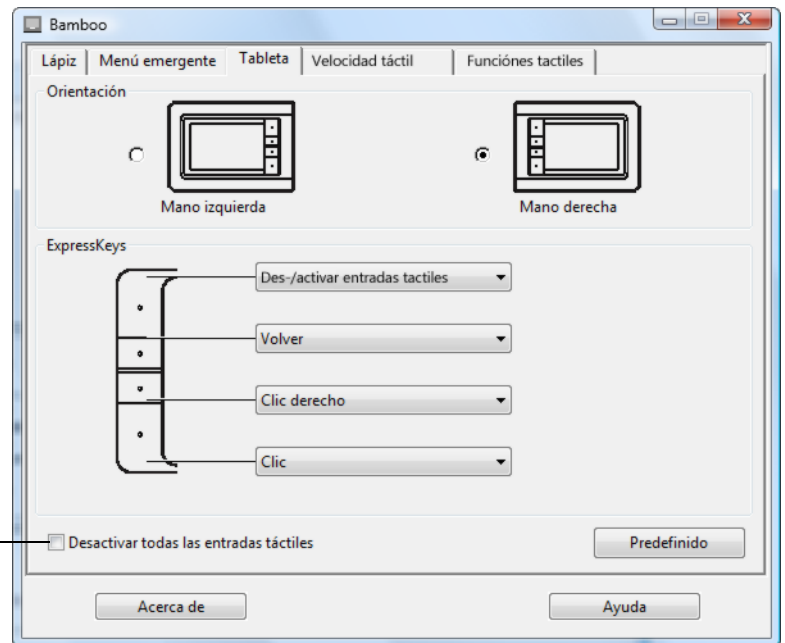 Bamboo
Lápiz Menú emergente Tableta Velocidad táctil Funciónes tactiles
Orientación
Mano izquierda Mano derecha
ExpressKeys
Des-/activar entradas tactiles
Volver
Clic derecho
Clic
Desactivar todas las entradas táctiles Predefinido
Acerca de Ayuda